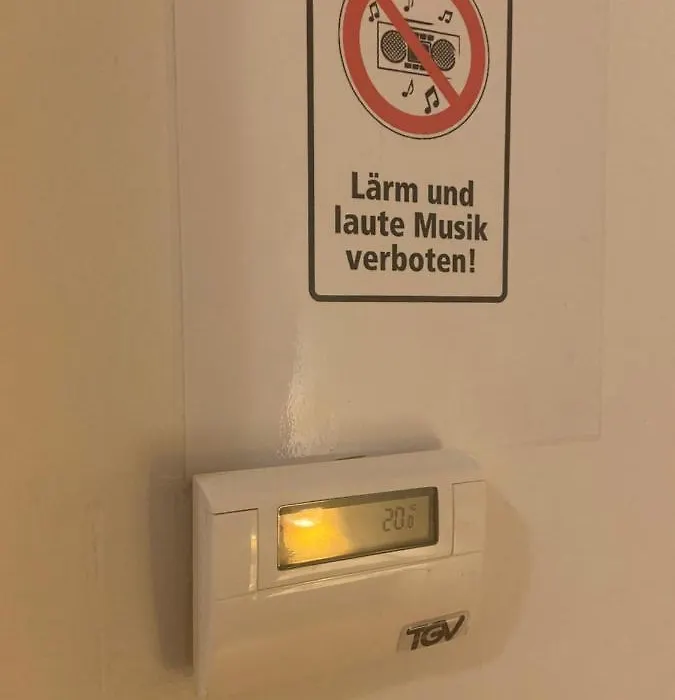 Lärm und
laute Musik
verboten!
20.0°
TGV